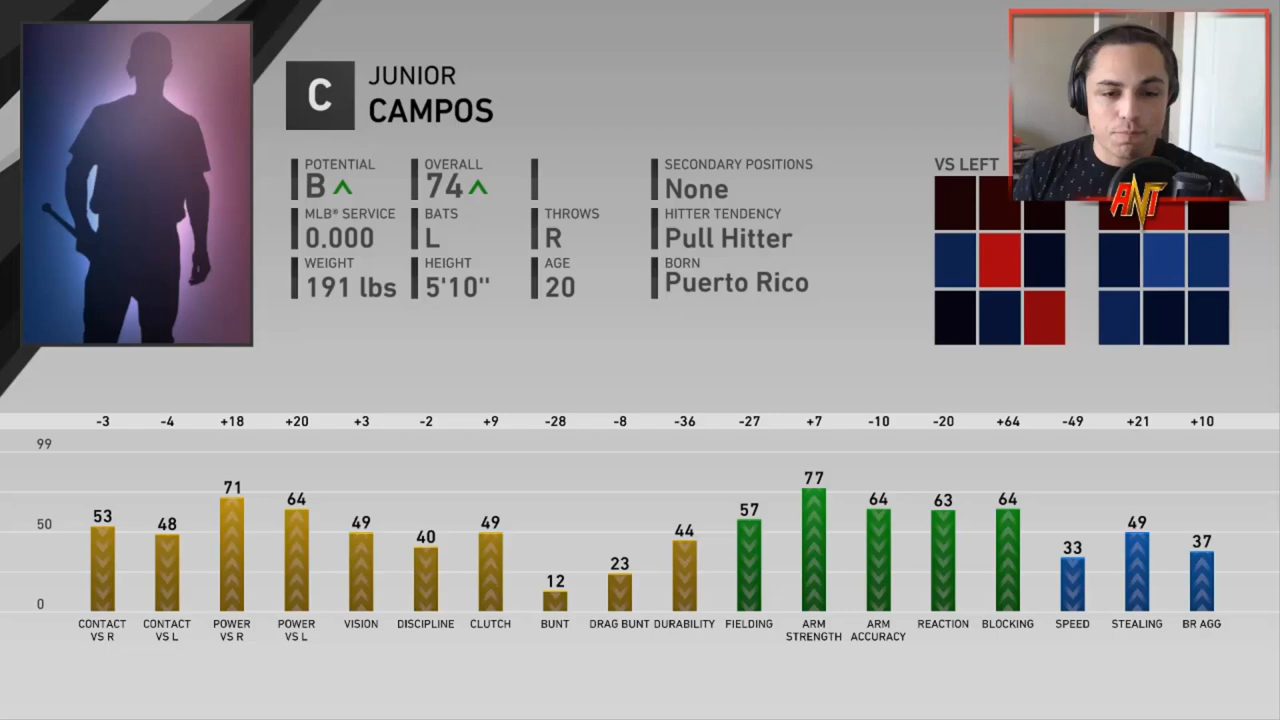 C
JUNIOR
CAMPOS
POTENTIAL
B
OVERALL
74
SECONDARY POSITIONS
None
MLB® SERVICE
0.000
BATS
L
THROWS
R
HITTER TENDENCY
Pull Hitter
WEIGHT
191 lbs
HEIGHT
5'10"
AGE
20
BORN
Puerto Rico
VS LEFT
ANT
-3 -4 +18 +20 +3 -2 +9 -28 -8 -36 -27 +7 -10 -20 +64 -49 +21 +10
99
50
0
53 48 71 64 49 40 49 12 23 44 57 77 64 63 64 33 49 37
CONTACT VS R
CONTACT VS L
POWER VS R
POWER VS L
VISION
DISCIPLINE
CLUTCH
BUNT
DRAG BUNT
DURABILITY
FIELDING
ARM STRENGTH
ARM ACCURACY
REACTION
BLOCKING
SPEED
STEALING
BR AGG